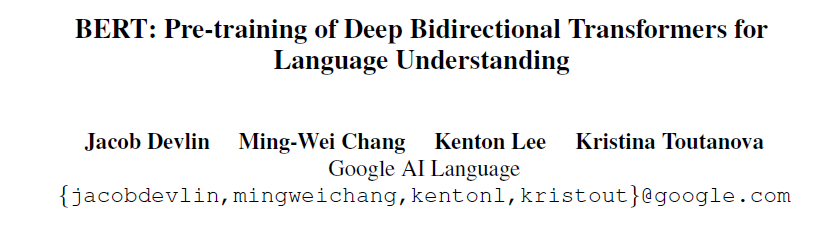 BERT: Pre-training of Deep Bidirectional Transformers for
Language Understanding
Jacob Devlin Ming-Wei Chang Kenton Lee Kristina Toutanova
Google AI Language
{jacobdevlin,mingweichang,kentonl,kristout}@google.com